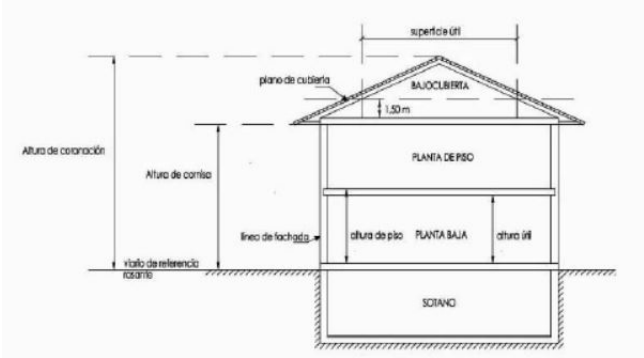 superficie útil
plano de cubierta
BAJOCUBIERTA
1,50 m
Altura de coronación
Altura de cornisa
PLANTA DE PISO
línea de fachada
altura de piso
PLANTA BAJA
altura útil
viario de referencia
rasante
SOTANO